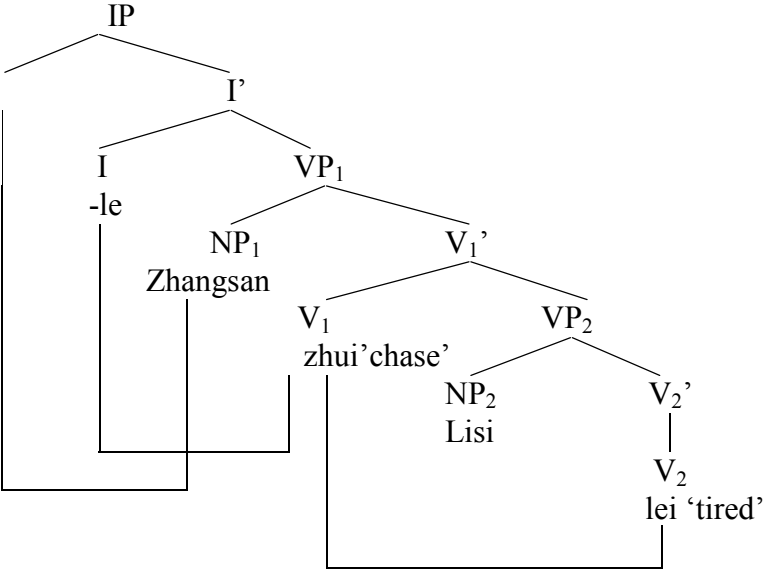 IP
I’
I VP₁
-le
NP₁ V₁’
Zhangsan
V₁ VP₂
zhui’chase’
NP₂ V₂’
Lisi
V₂
lei ‘tired’